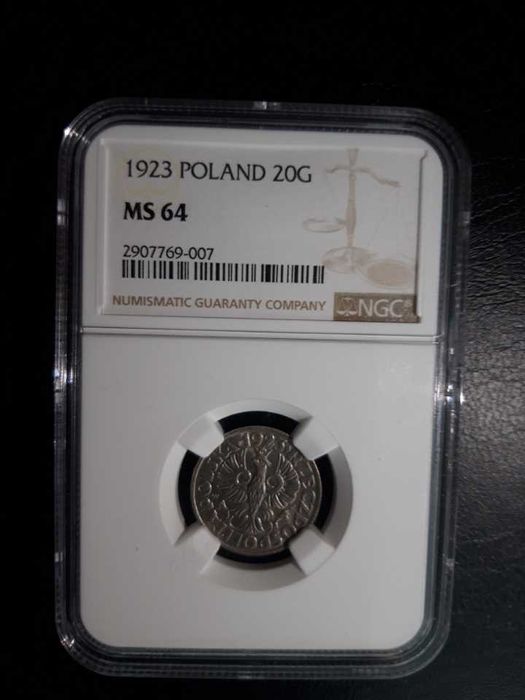 1923 POLAND 20G
MS 64
2907769-007
NUMISMATIC GUARANTY COMPANY
NGC